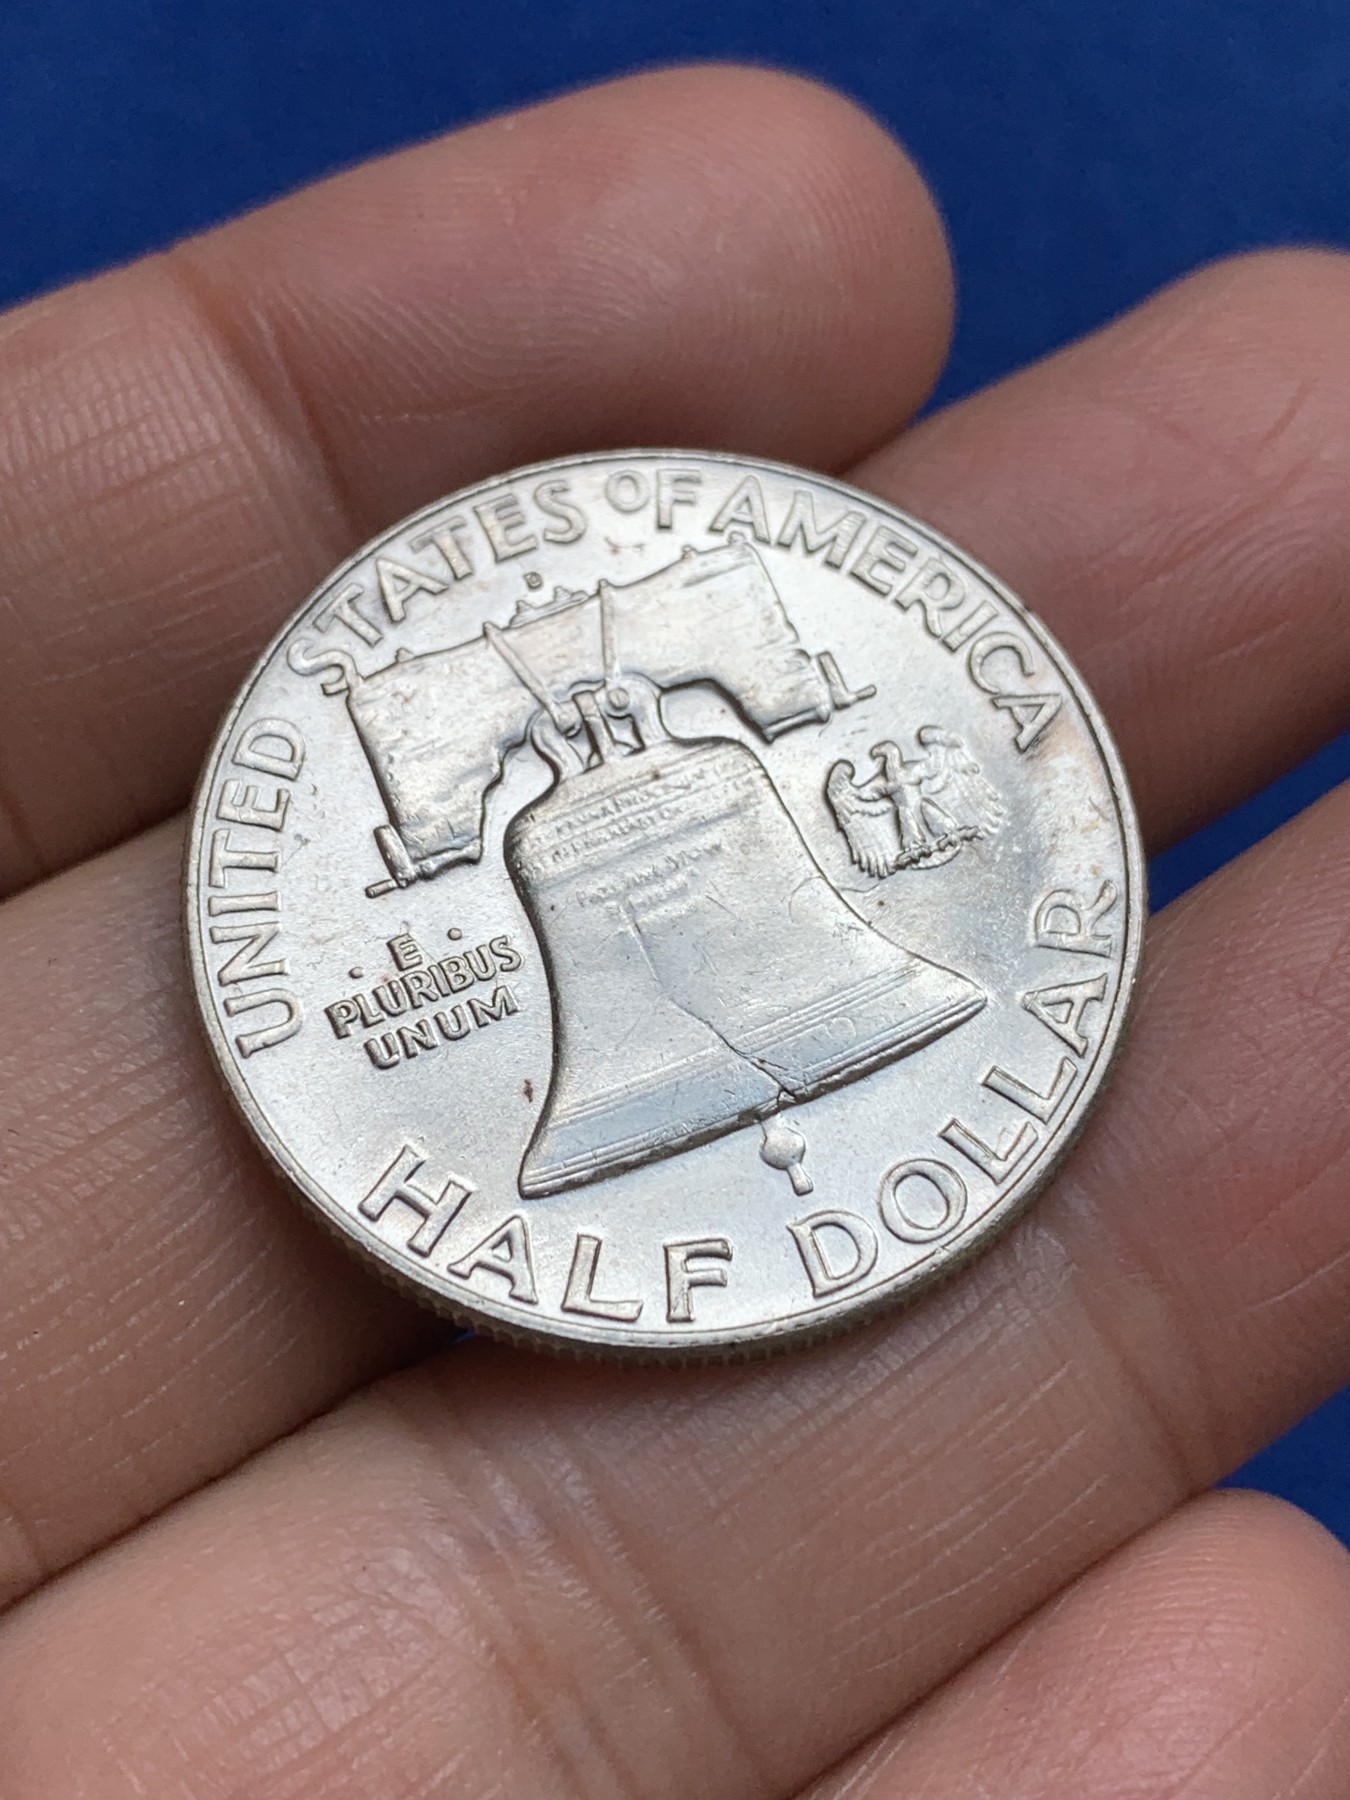 UNITED STATES OF AMERICA
D
E
PLURIBUS
UNUM
HALF DOLLAR